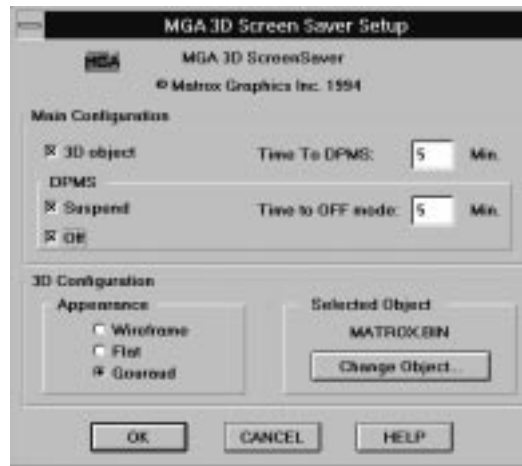 MGA 3D Screen Saver Setup
MGA
MGA 3D ScreenSaver
© Matrox Graphics Inc. 1994
Main Configuration
3D object
Time To DPMS: 5 Min.
DPMS
Suspend
Time to OFF mode: 5 Min.
Off
3D Configuration
Appearance
Wireframe
Flat
Gouraud
Selected Object
MATROX.BIN
Change Object...
OK
CANCEL
HELP